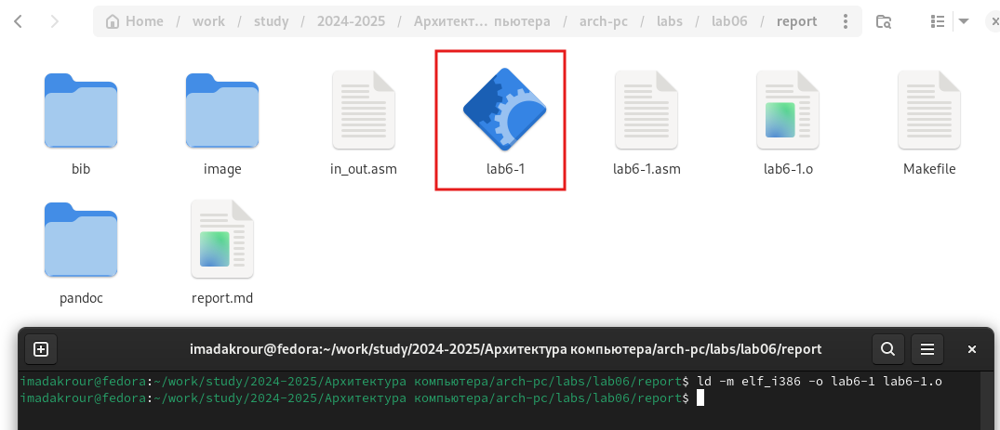 Home / work / study / 2024-2025 / Архитект… пьютера / arch-pc / labs / lab06 / report
bib
image
in_out.asm
lab6-1
lab6-1.asm
lab6-1.o
Makefile
pandoc
report.md
imadakrour@fedora:~/work/study/2024-2025/Архитектура компьютера/arch-pc/labs/lab06/report
imadakrour@fedora:~/work/study/2024-2025/Архитектура компьютера/arch-pc/labs/lab06/report$ ld -m elf_i386 -o lab6-1 lab6-1.o
imadakrour@fedora:~/work/study/2024-2025/Архитектура компьютера/arch-pc/labs/lab06/report$